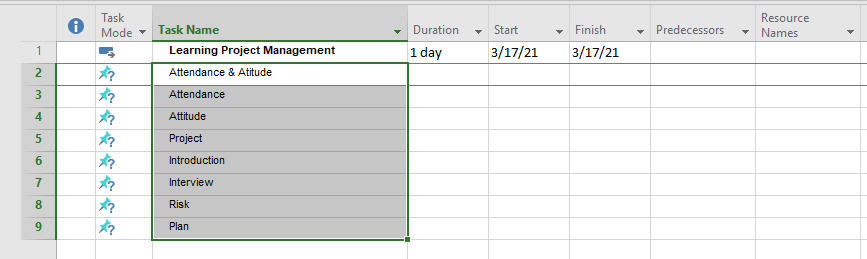 Task Mode Task Name Duration Start Finish Predecessors Resource Names
1 Learning Project Management 1 day 3/17/21 3/17/21
2 Attendance & Atitude
3 Attendance
4 Attitude
5 Project
6 Introduction
7 Interview
8 Risk
9 Plan